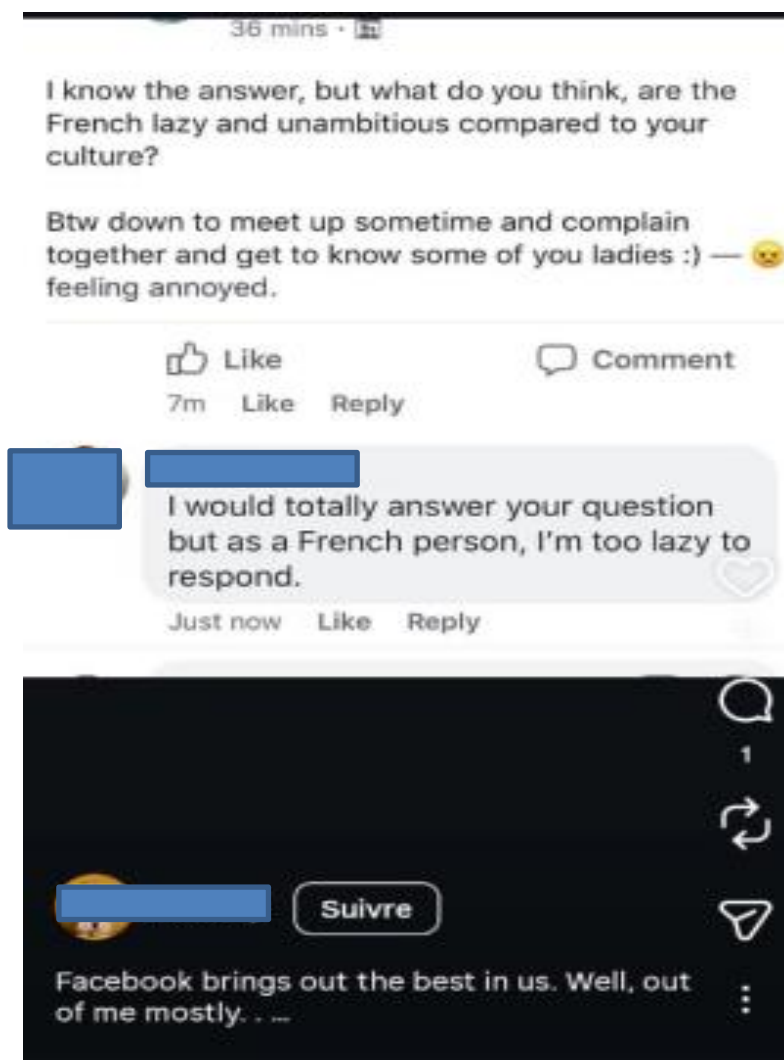 36 mins ·
I know the answer, but what do you think, are the
French lazy and unambitious compared to your
culture?
Btw down to meet up sometime and complain
together and get to know some of you ladies :) — 😠
feeling annoyed.
Like Comment
7m Like Reply
I would totally answer your question
but as a French person, I'm too lazy to
respond.
Just now Like Reply
1
Suivre
Facebook brings out the best in us. Well, out
of me mostly. . ...